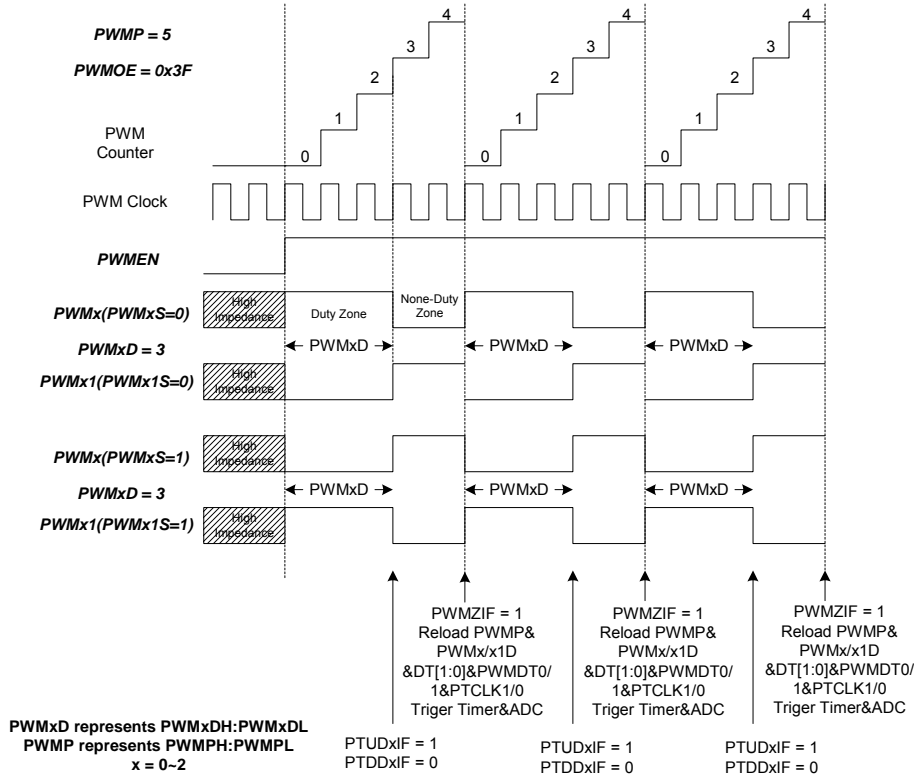 4 4 4
PWMP = 5
3 3 3
PWMOE = 0x3F
2 2 2
1 1 1
PWM
Counter
0 0 0
PWM Clock
PWMEN
PWMx(PWMxS=0)
High
Impedance
Duty Zone
None-Duty
Zone
PWMxD = 3
PWMxD PWMxD PWMxD
PWMx1(PWMx1S=0)
High
Impedance
PWMx(PWMxS=1)
High
Impedance
PWMxD = 3
PWMxD PWMxD PWMxD
PWMx1(PWMx1S=1)
High
Impedance
PWMZIF = 1
Reload PWMP&
PWMx/x1D
&DT[1:0]&PWMDT0/
1&PTCLK1/0
Triger Timer&ADC
PWMZIF = 1
Reload PWMP&
PWMx/x1D
&DT[1:0]&PWMDT0/
1&PTCLK1/0
Triger Timer&ADC
PWMZIF = 1
Reload PWMP&
PWMx/x1D
&DT[1:0]&PWMDT0/
1&PTCLK1/0
Triger Timer&ADC
PWMxD represents PWMxDH:PWMxDL
PWMP represents PWMPH:PWMPL
x = 0~2
PTUDxIF = 1
PTDDxIF = 0
PTUDxIF = 1
PTDDxIF = 0
PTUDxIF = 1
PTDDxIF = 0